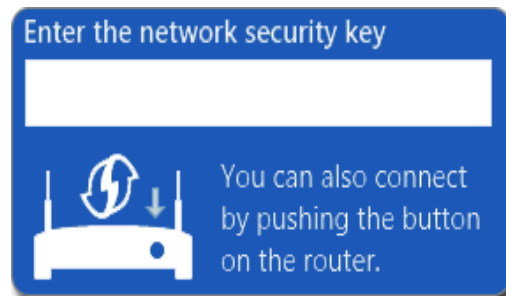 Enter the network security key
You can also connect
by pushing the button
on the router.